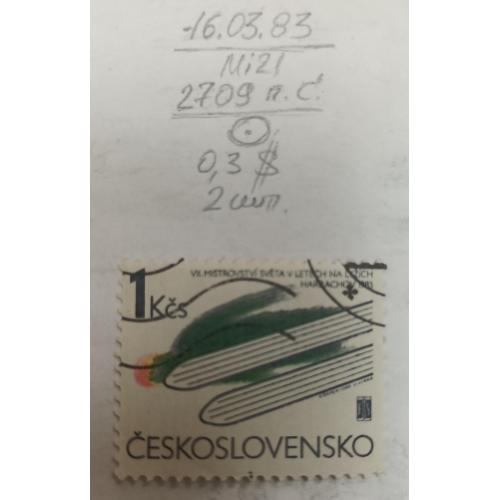 16.03.83
Mi21
2709 п.с.
0,3 $
2 шт.
VII. MISTROVSTVÍ SVĚTA V LETECH NA LYŽÍCH
HARRACHOV 1983
1 Kčs
ČESKOSLOVENSKO